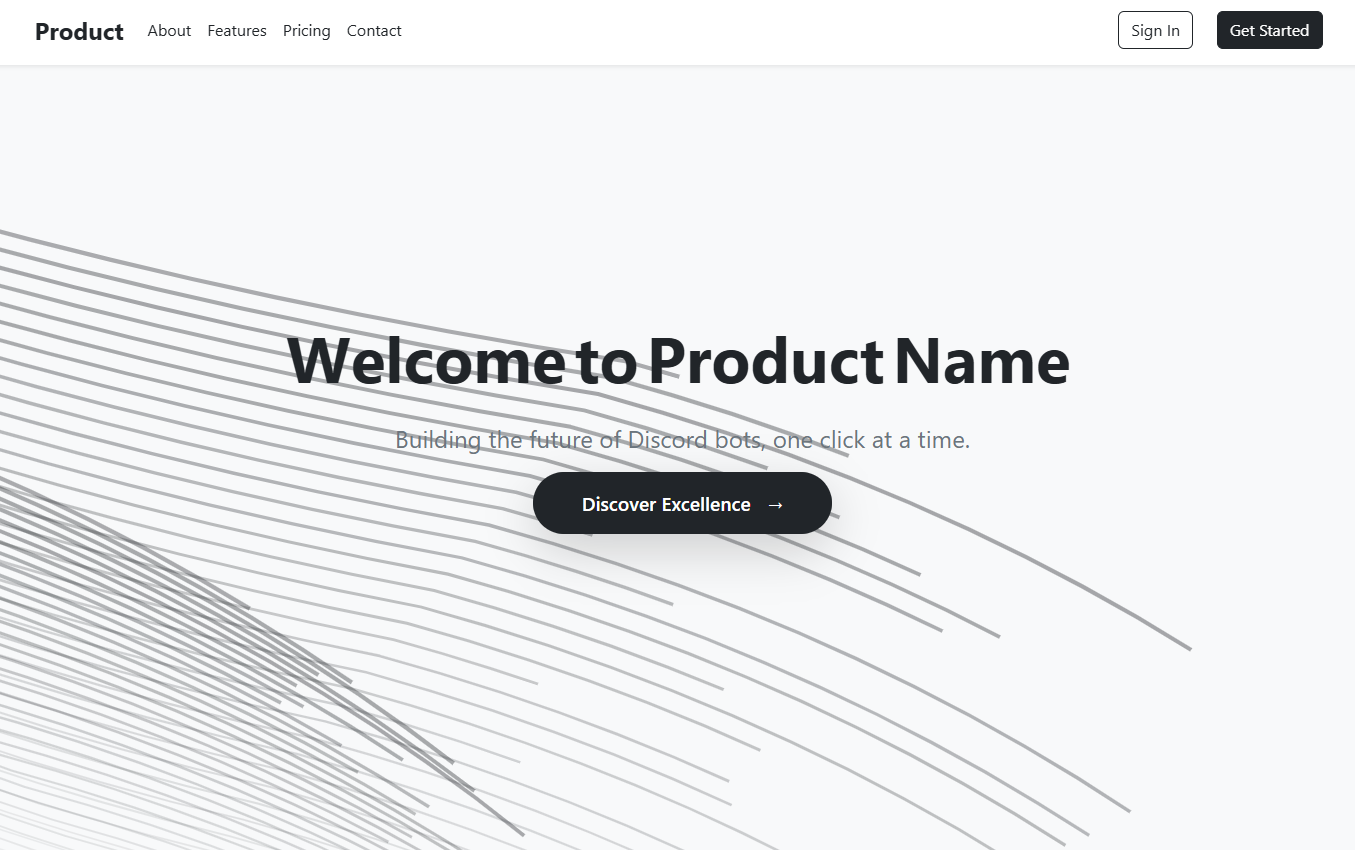 Product About Features Pricing Contact Sign In Get Started
Welcome to Product Name
Building the future of Discord bots, one click at a time.
Discover Excellence →